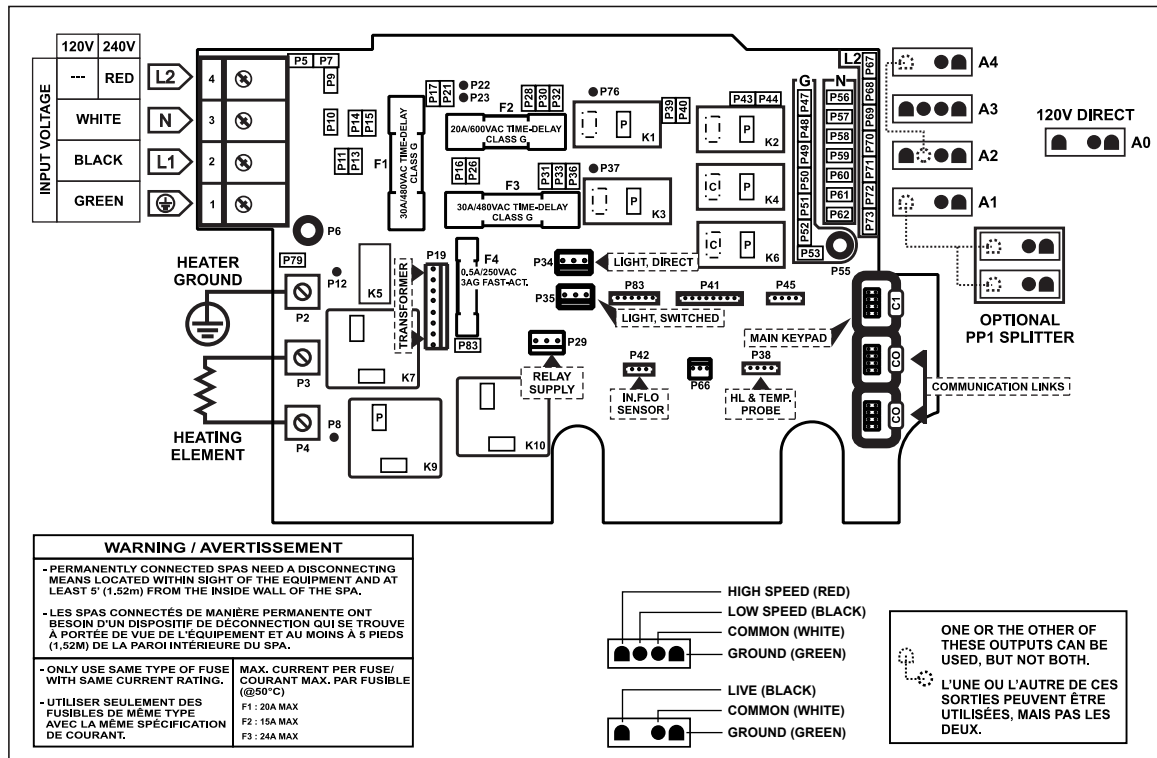 INPUT VOLTAGE
120V 240V
--- RED L2 4
WHITE N 3
BLACK L1 2
GREEN 1
P5 P7
P9
P10
P14
P15
P11
P13
P17
P21
P22
P23
P16
P26
F1
30A/480VAC TIME-DELAY
CLASS G
F2
20A/600VAC TIME-DELAY
CLASS G
P28
P30
P32
F3
30A/480VAC TIME-DELAY
CLASS G
P31
P33
P36
P76
P K1
P37
P K3
P39
P40
P43 P44
P K2
C P K4
C P K6
G
P47
P48
P49
P50
P51
P52
P53
N
P56
P57
P58
P59
P60
P61
P62
L2
P67
P68
P69
P70
P71
P72
P73
P55
A4
A3
A2
A1
120V DIRECT
A0
OPTIONAL
PP1 SPLITTER
P6
P79
P12
HEATER
GROUND
P2
P3
P4
HEATING
ELEMENT
P8
K5
K7
P
K9
K10
P19
TRANSFORMER
F4
0.5A/250VAC
3AG FAST-ACT.
P83
P34
LIGHT, DIRECT
P35
LIGHT, SWITCHED
P83
P41
P45
P29
RELAY
SUPPLY
P42
IN.FLO
SENSOR
P66
P38
HL & TEMP.
PROBE
MAIN KEYPAD
C1
CO
CO
COMMUNICATION LINKS
WARNING / AVERTISSEMENT
- PERMANENTLY CONNECTED SPAS NEED A DISCONNECTING
MEANS LOCATED WITHIN SIGHT OF THE EQUIPMENT AND AT
LEAST 5' (1.52m) FROM THE INSIDE WALL OF THE SPA.
- LES SPAS CONNECTÉS DE MANIÈRE PERMANENTE ONT
BESOIN D'UN DISPOSITIF DE DÉCONNECTION QUI SE TROUVE
À PORTÉE DE VUE DE L'ÉQUIPEMENT ET AU MOINS À 5 PIEDS
(1,52M) DE LA PAROI INTÉRIEURE DU SPA.
- ONLY USE SAME TYPE OF FUSE
WITH SAME CURRENT RATING.
- UTILISER SEULEMENT DES
FUSIBLES DE MÊME TYPE
AVEC LA MÊME SPÉCIFICATION
DE COURANT.
MAX. CURRENT PER FUSE/
COURANT MAX. PAR FUSIBLE
(@50°C)
F1 : 20A MAX
F2 : 15A MAX
F3 : 24A MAX
HIGH SPEED (RED)
LOW SPEED (BLACK)
COMMON (WHITE)
GROUND (GREEN)
LIVE (BLACK)
COMMON (WHITE)
GROUND (GREEN)
ONE OR THE OTHER OF
THESE OUTPUTS CAN BE
USED, BUT NOT BOTH.
L'UNE OU L'AUTRE DE CES
SORTIES PEUVENT ÊTRE
UTILISÉES, MAIS PAS LES
DEUX.